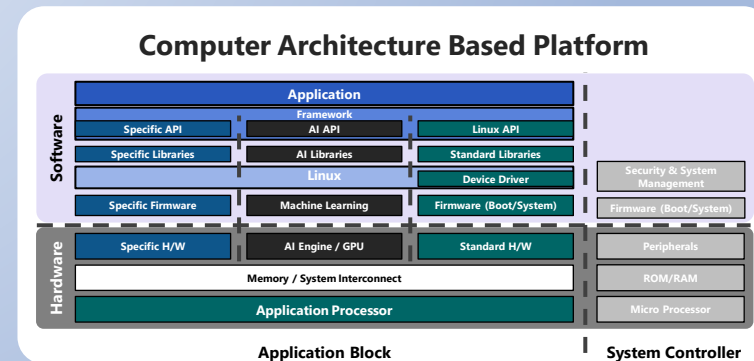 Computer Architecture Based Platform
Software
Application
Framework
Specific API
AI API
Linux API
Specific Libraries
AI Libraries
Standard Libraries
Linux
Device Driver
Security & System
Management
Specific Firmware
Machine Learning
Firmware (Boot/System)
Firmware (Boot/System)
Hardware
Specific H/W
AI Engine / GPU
Standard H/W
Peripherals
Memory / System Interconnect
ROM/RAM
Application Processor
Micro Processor
Application Block
System Controller